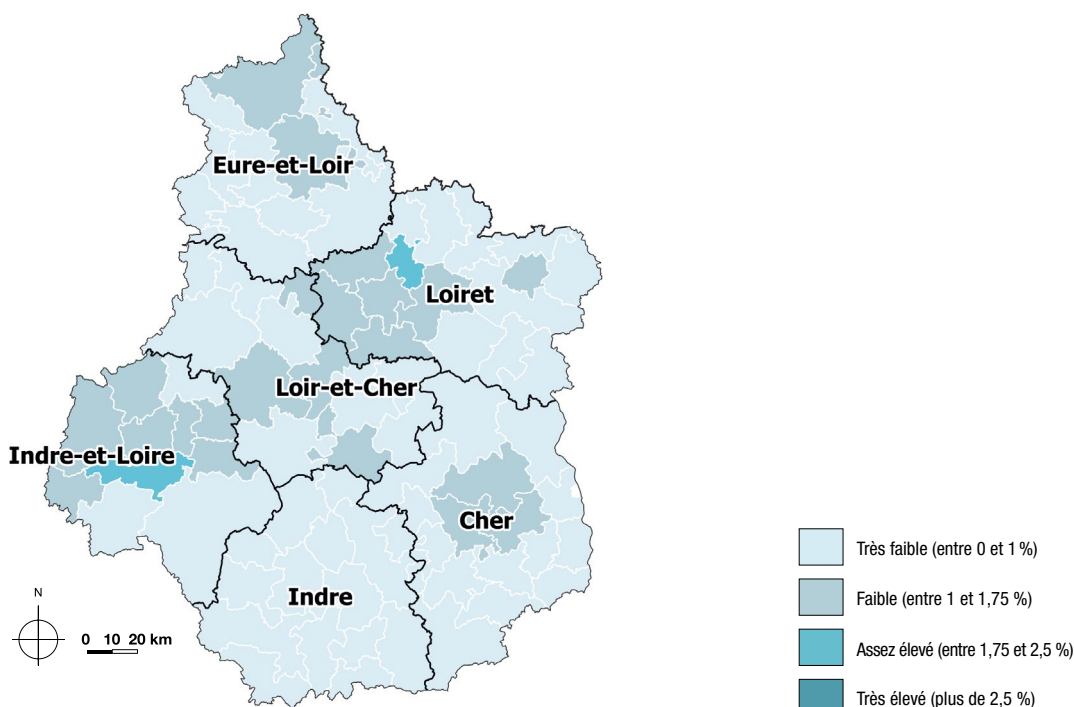 Eure-et-Loir
Loiret
Loir-et-Cher
Indre-et-Loire
Cher
Indre
N
0 10 20 km
Très faible (entre 0 et 1 %)
Faible (entre 1 et 1,75 %)
Assez élevé (entre 1,75 et 2,5 %)
Très élevé (plus de 2,5 %)